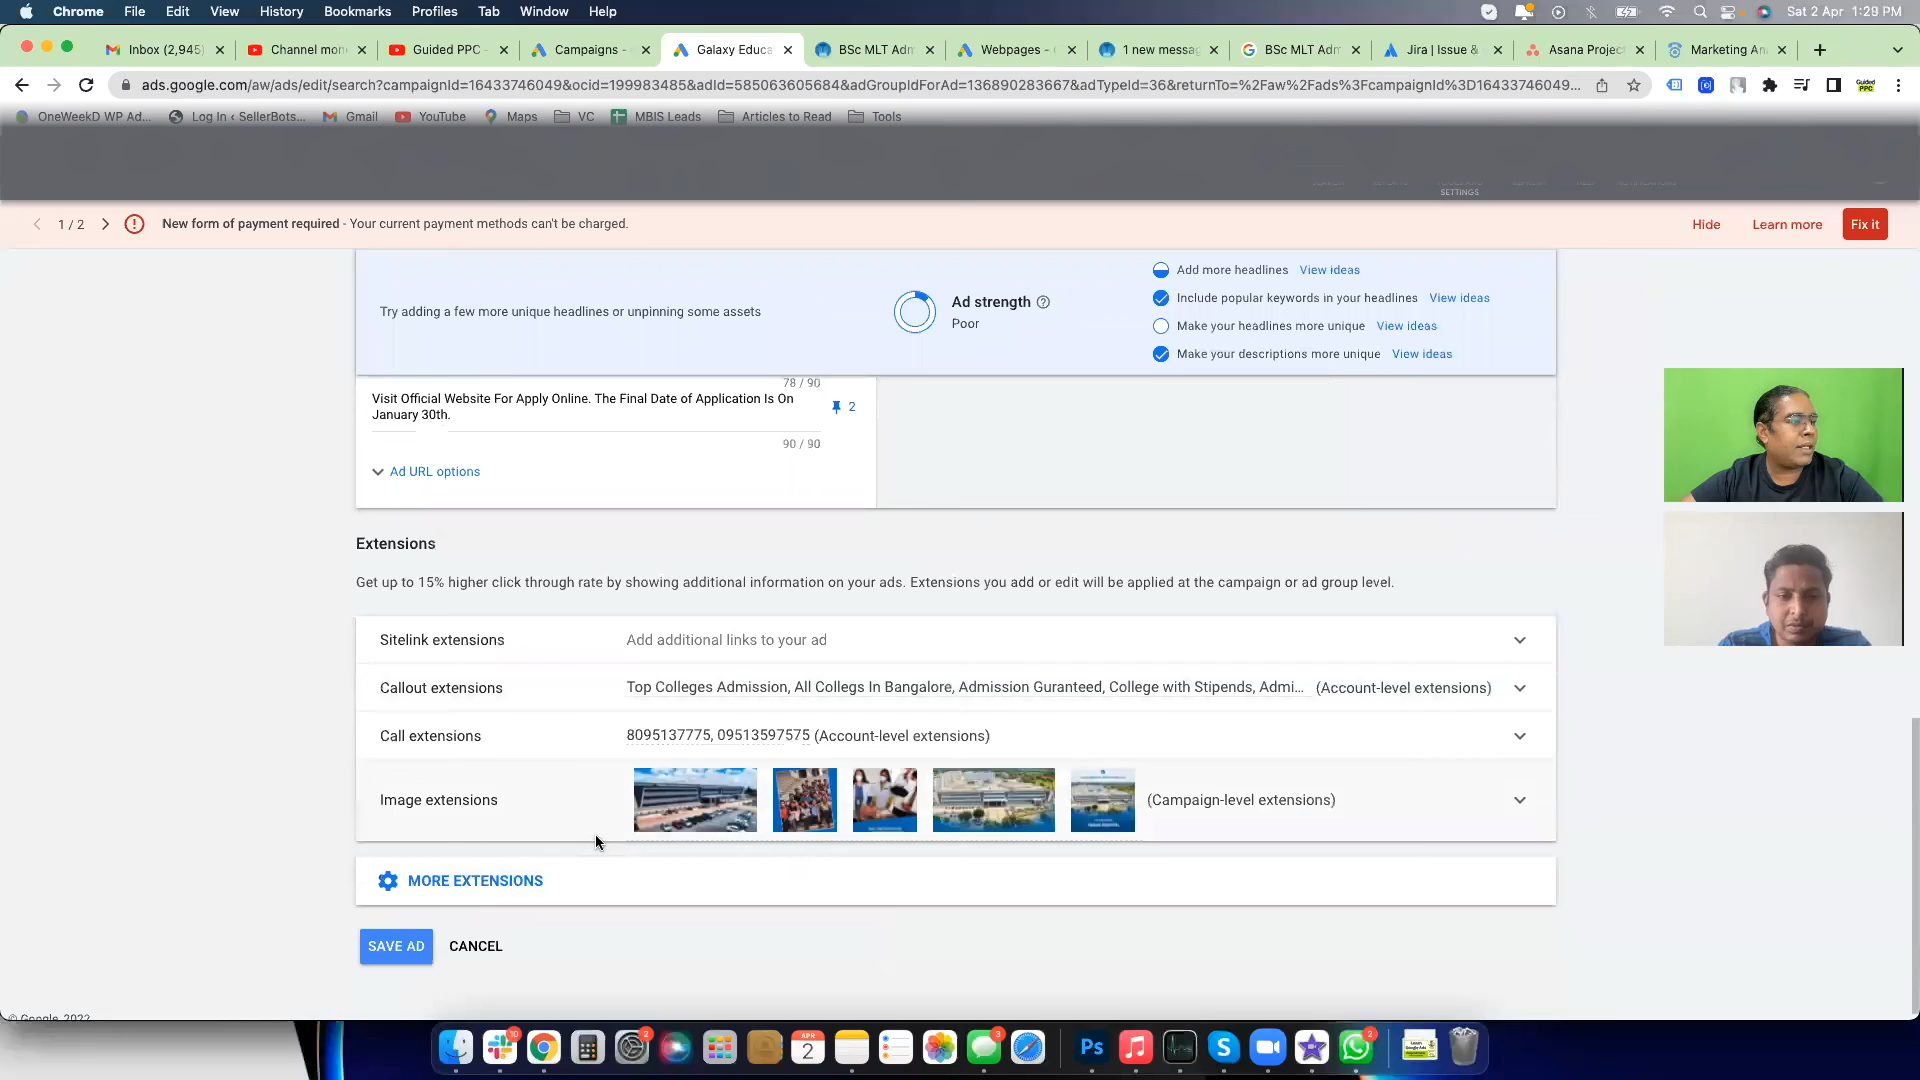 Chrome File Edit View History Bookmarks Profiles Tab Window Help Sat 2 Apr 1:29 PM
Inbox (2,945) Channel mon Guided PPC - Campaigns - Galaxy Educa BSc MLT Adm Webpages - 1 new messag BSc MLT Adm Jira | Issue & Asana Project Marketing An
ads.google.com/aw/ads/edit/search?campaignId=16433746049&ocid=199983485&adId=585063605684&adGroupIdForAd=136890283667&adTypeId=36&returnTo=%2Faw%2Fads%3FcampaignId%3D16433746049...
OneWeekD WP Ad... Log In ‹ SellerBots... Gmail YouTube Maps VC MBIS Leads Articles to Read Tools
SETTINGS
1 / 2 New form of payment required - Your current payment methods can't be charged. Hide Learn more Fix it
Add more headlines View ideas
Try adding a few more unique headlines or unpinning some assets
Ad strength
Poor
Include popular keywords in your headlines View ideas
Make your headlines more unique View ideas
Make your descriptions more unique View ideas
78 / 90
Visit Official Website For Apply Online. The Final Date of Application Is On
January 30th.
2
90 / 90
Ad URL options
Extensions
Get up to 15% higher click through rate by showing additional information on your ads. Extensions you add or edit will be applied at the campaign or ad group level.
Sitelink extensions Add additional links to your ad
Callout extensions Top Colleges Admission, All Collegs In Bangalore, Admission Guranteed, College with Stipends, Admi... (Account-level extensions)
Call extensions 8095137775, 09513597575 (Account-level extensions)
Image extensions (Campaign-level extensions)
MORE EXTENSIONS
SAVE AD CANCEL
© Google, 2022
10 2 APR 2 3 Ps 2